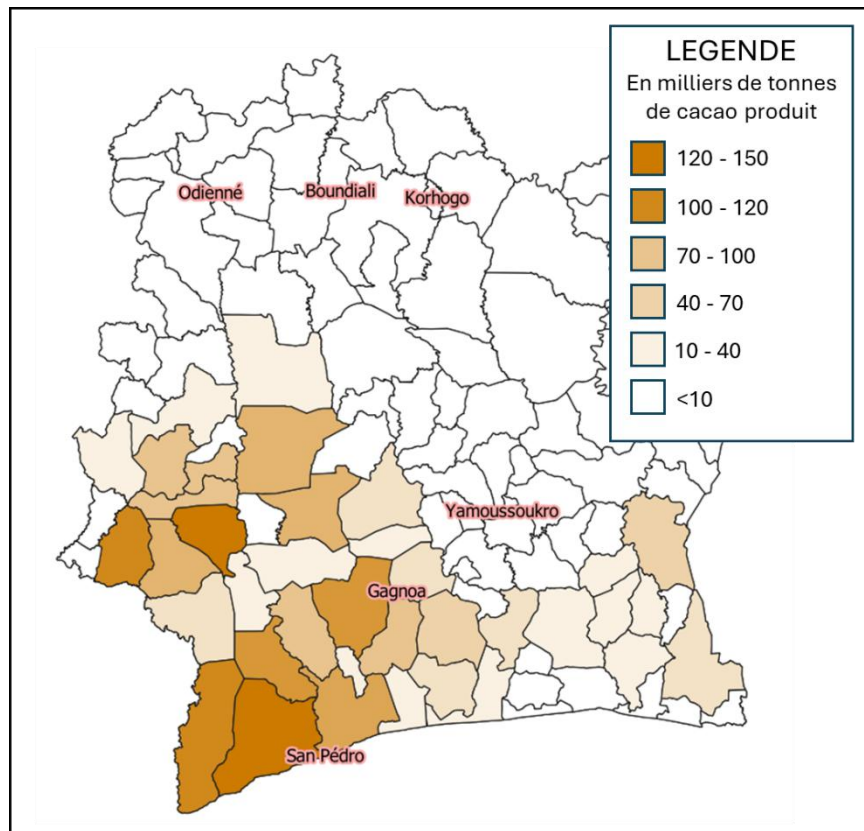 LEGENDE
En milliers de tonnes
de cacao produit
120 - 150
100 - 120
70 - 100
40 - 70
10 - 40
<10
Odienné
Boundiali
Korhogo
Yamoussoukro
Gagnoa
San Pédro